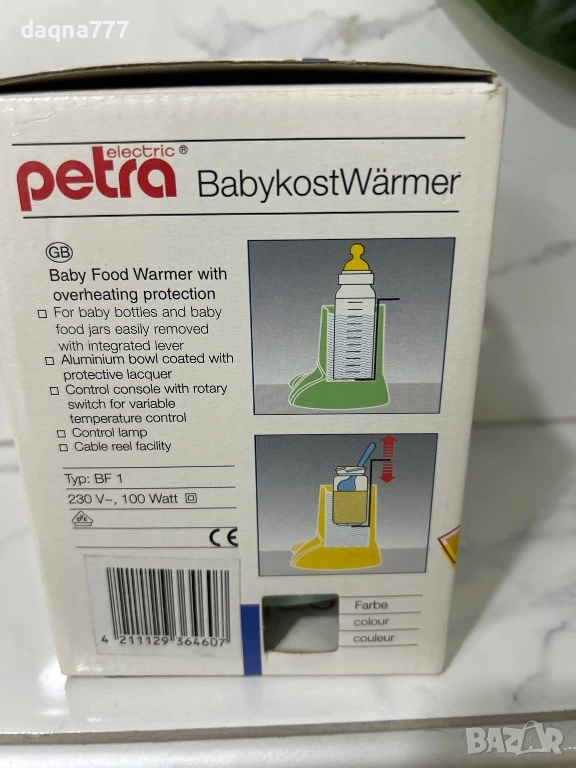 daqna777
electric®
petra BabykostWärmer
GB
Baby Food Warmer with
overheating protection
□ For baby bottles and baby
food jars easily removed
with integrated lever
□ Aluminium bowl coated with
protective lacquer
□ Control console with rotary
switch for variable
temperature control
□ Control lamp
□ Cable reel facility
Typ: BF 1
230 V~, 100 Watt
CE
4 211129 364607
Farbe
colour
couleur
BAZAR